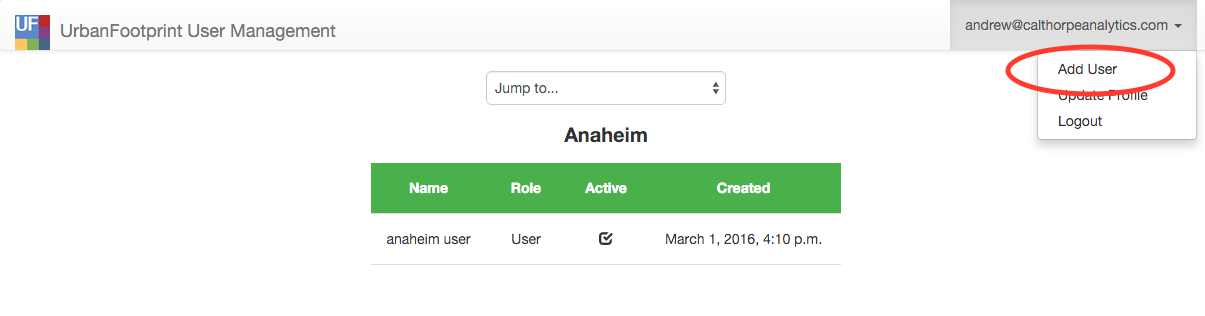 UF
UrbanFootprint User Management
andrew@calthorpeanalytics.com
Add User
Update Profile
Logout
Jump to...
Anaheim
Name Role Active Created
anaheim user User March 1, 2016, 4:10 p.m.